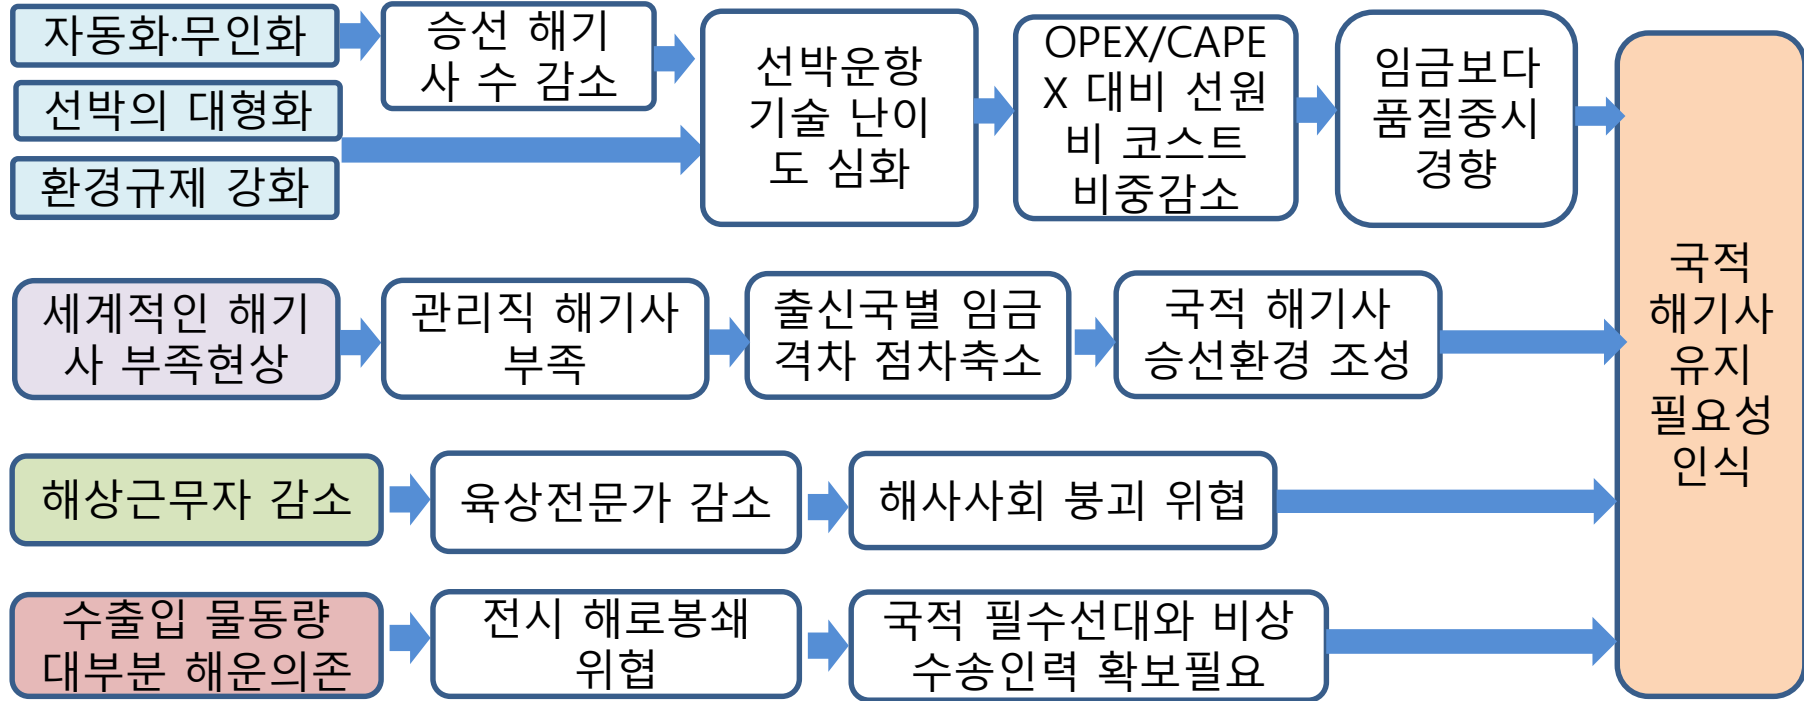 자동화·무인화
선박의 대형화
환경규제 강화
승선 해기
사 수 감소
선박운항
기술 난이
도 심화
OPEX/CAPE
X 대비 선원
비 코스트
비중감소
임금보다
품질중시
경향
세계적인 해기
사 부족현상
관리직 해기사
부족
출신국별 임금
격차 점차축소
국적 해기사
승선환경 조성
해상근무자 감소
육상전문가 감소
해사사회 붕괴 위협
수출입 물동량
대부분 해운의존
전시 해로봉쇄
위협
국적 필수선대와 비상
수송인력 확보필요
국적
해기사
유지
필요성
인식